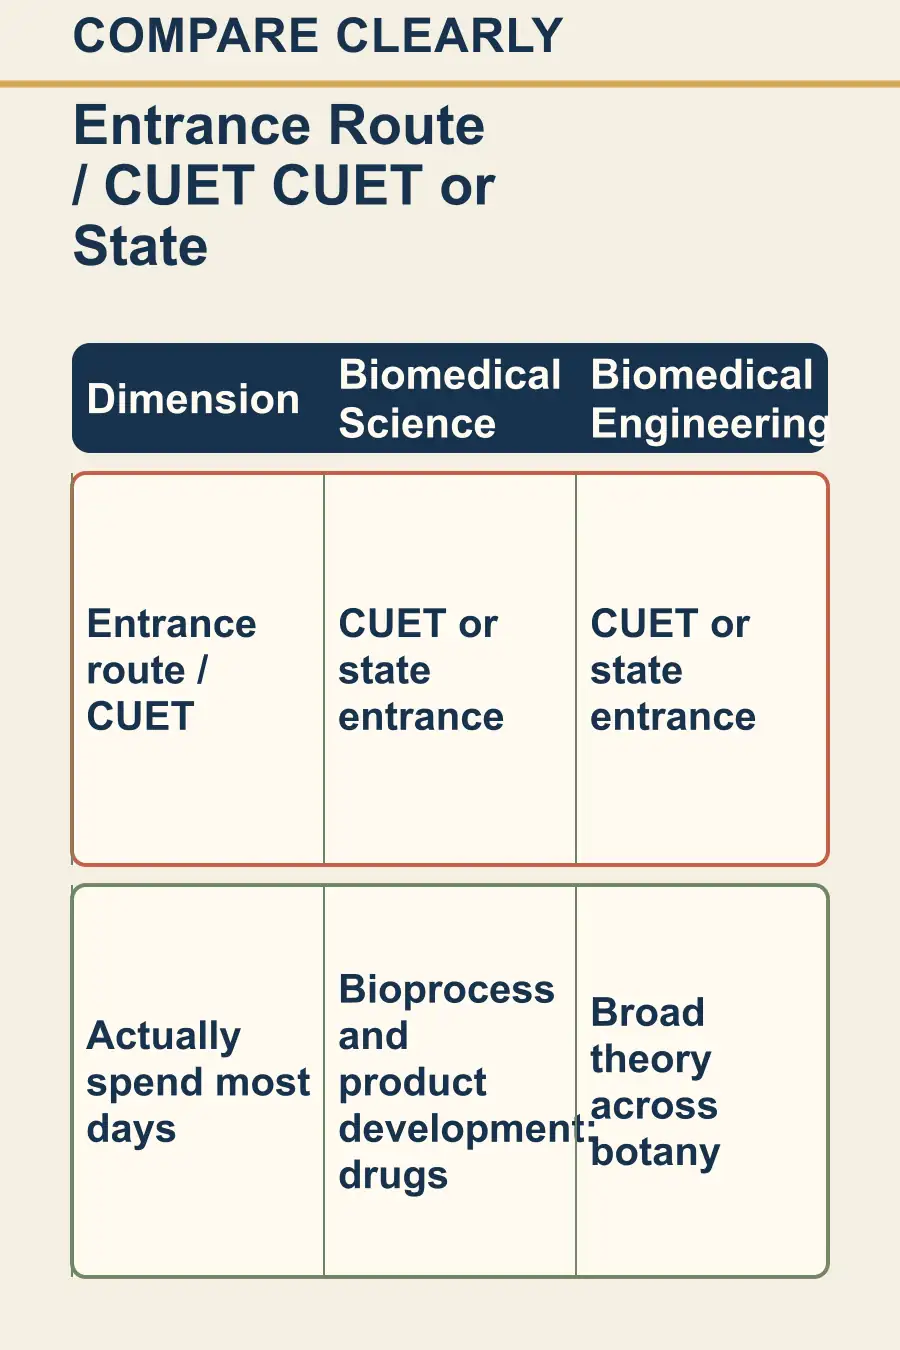 COMPARE CLEARLY
Entrance Route
/ CUET CUET or
State
Dimension
Biomedical
Science
Biomedical
Engineering
Entrance
route /
CUET
CUET or
state
entrance
CUET or
state
entrance
Actually
spend most
days
Bioprocess
and
product
development;
drugs
Broad
theory
across
botany